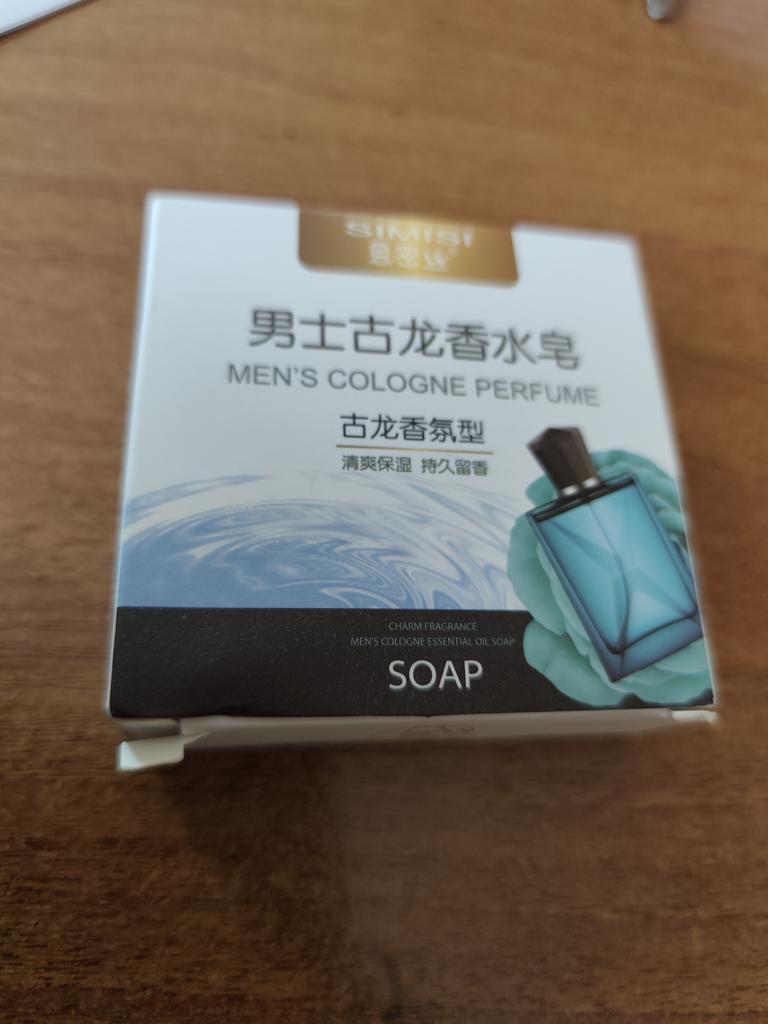 SIMISI
男士古龙香水皂
MEN'S COLOGNE PERFUME
古龙香氛型
清爽保湿 持久留香
CHARM FRAGRANCE
MEN'S COLOGNE ESSENTIAL OIL SOAP
SOAP